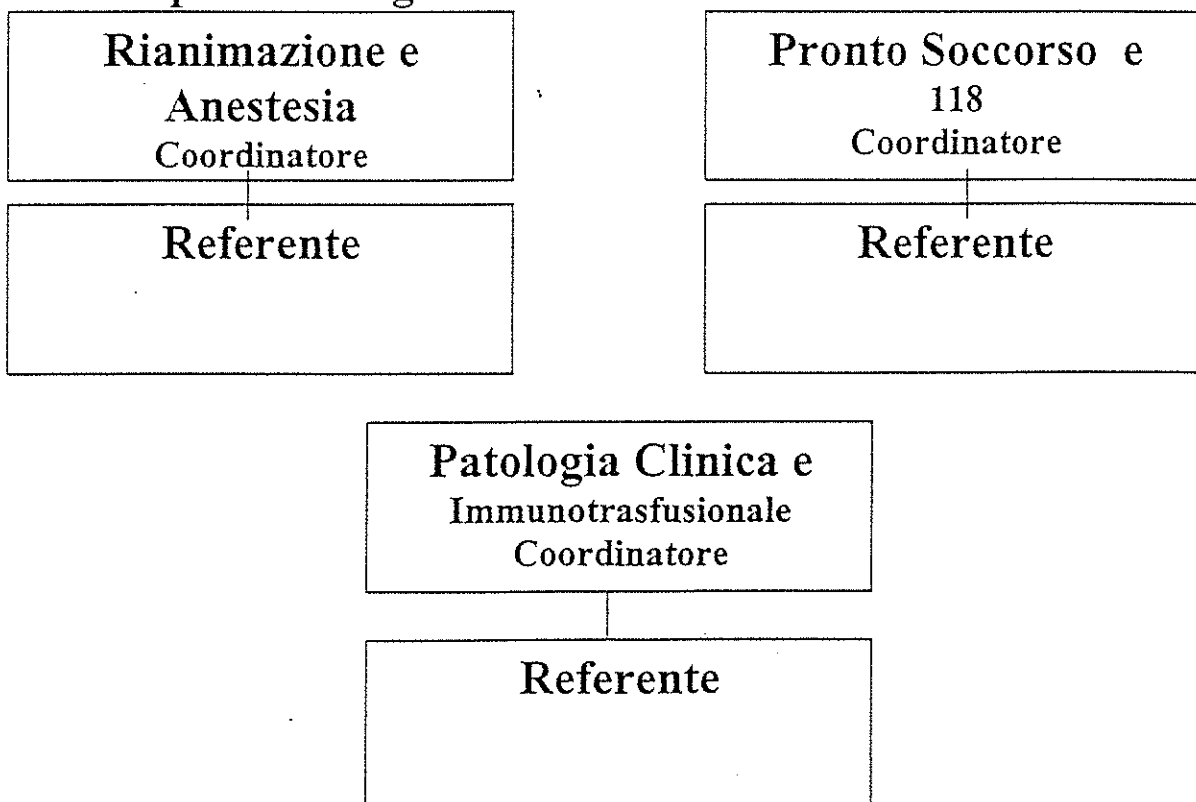 Rianimazione e
Anestesia
Coordinatore
Referente
Pronto Soccorso e
118
Coordinatore
Referente
Patologia Clinica e
Immunotrasfusionale
Coordinatore
Referente